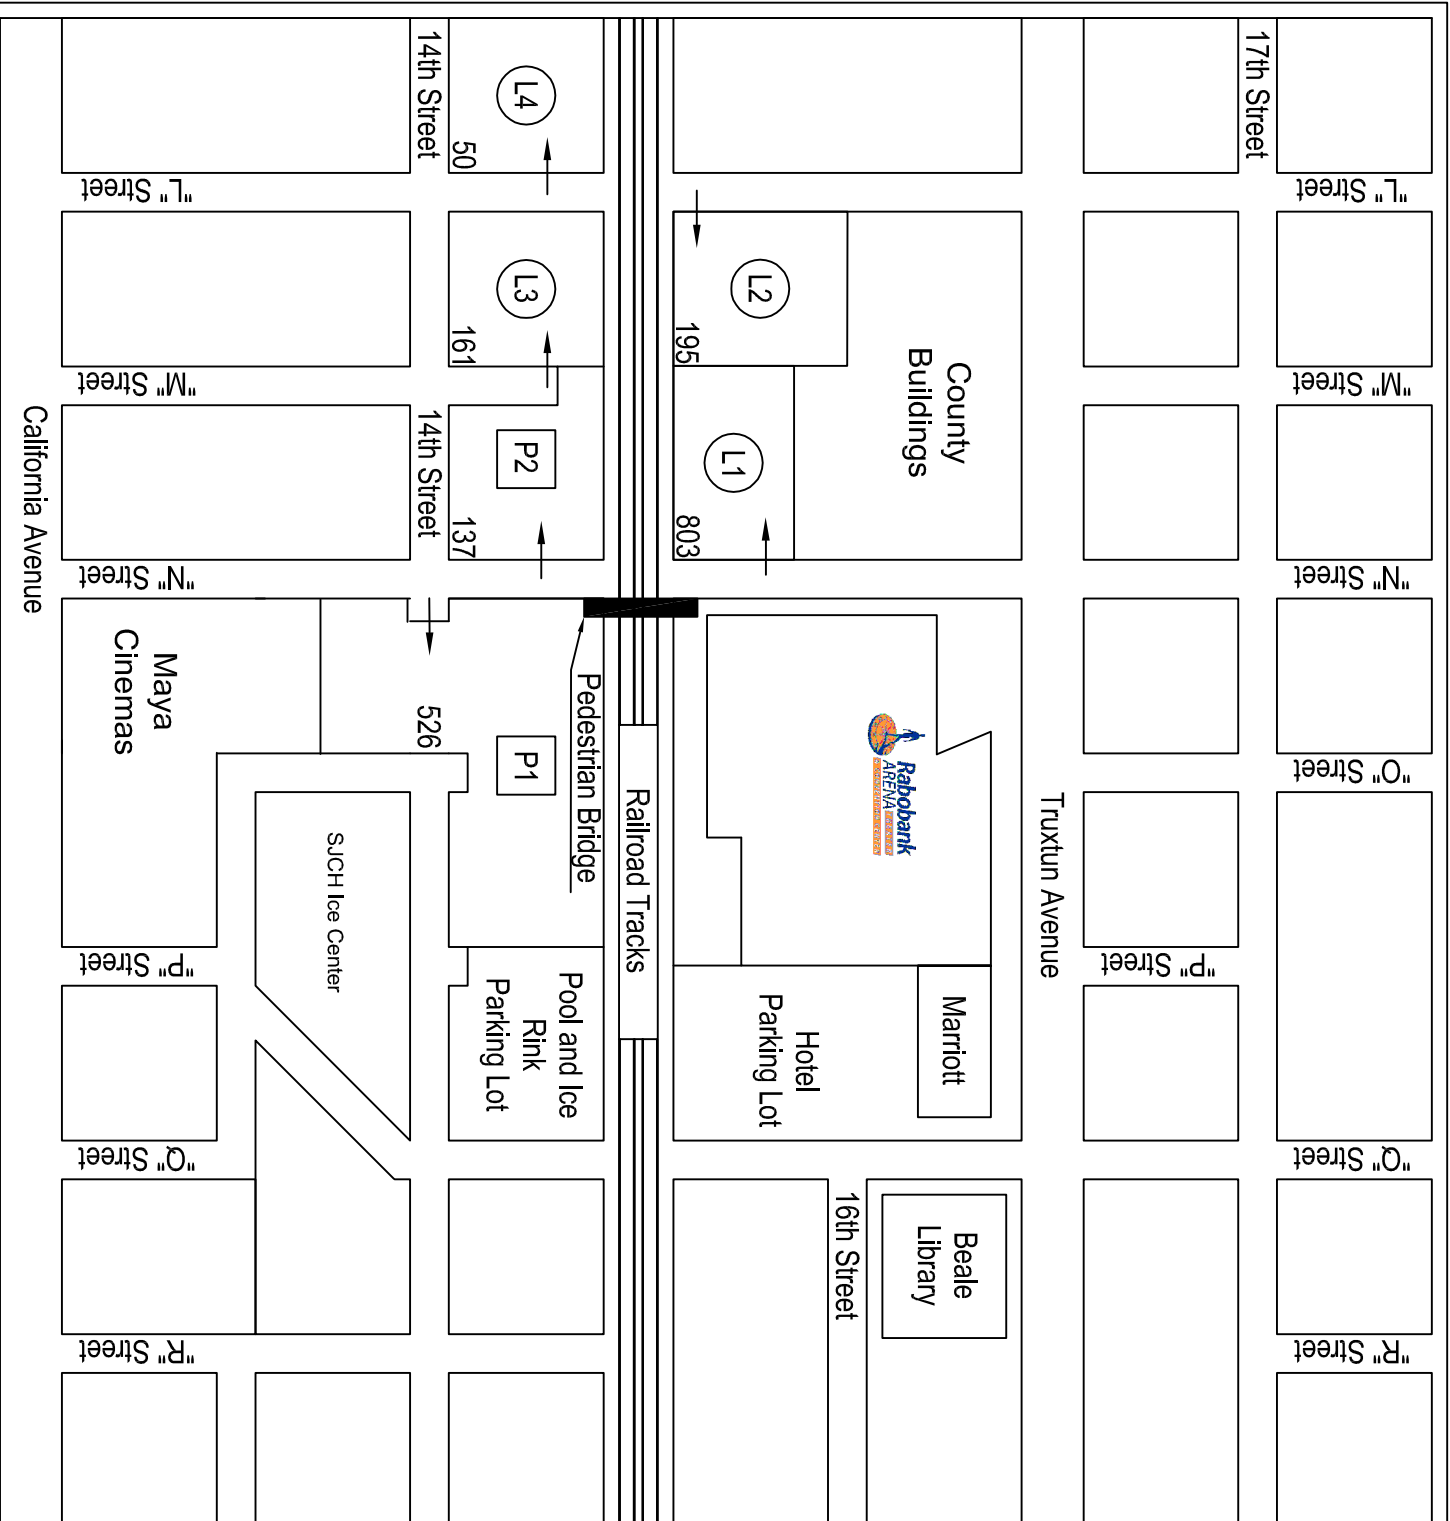 17th Street
"L" Street
"M" Street
"N" Street
"O" Street
"Q" Street
"R" Street
"P" Street
Truxtun Avenue
County
Buildings
L2
195
L1
803
Rabobank
ARENA
Marriott
Hotel
Parking Lot
Beale
Library
16th Street
Railroad Tracks
Pedestrian Bridge
L4
50
L3
161
P2
137
P1
526
Pool and Ice
Rink
Parking Lot
14th Street
14th Street
SJCH Ice Center
Maya
Cinemas
"L" Street
"M" Street
"N" Street
"P" Street
"Q" Street
"R" Street
California Avenue